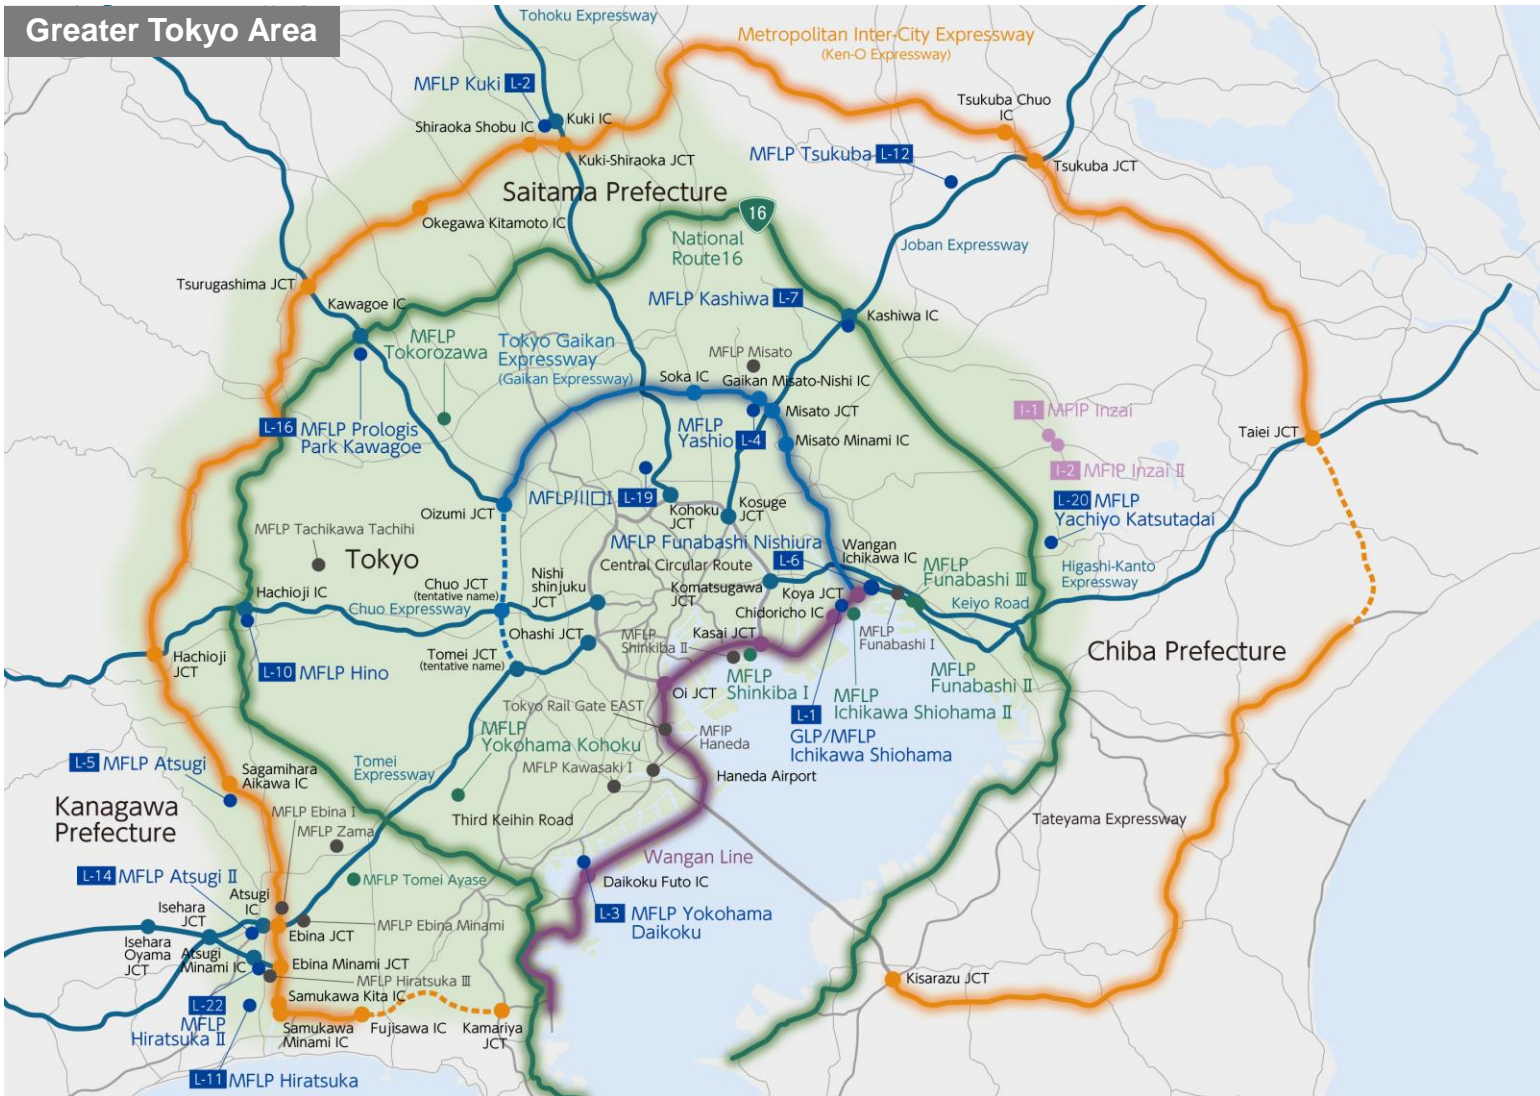 Greater Tokyo Area
Tohoku Expressway
Metropolitan Inter-City Expressway
(Ken-O Expressway)
MFLP Kuki L-2
Kuki IC
Shiraoka Shobu IC
Kuki-Shiraoka JCT
Tsukuba Chuo
IC
MFLP Tsukuba L-12
Tsukuba JCT
Saitama Prefecture
16
Okegawa Kitamoto IC
National
Route16
Joban Expressway
Tsurugashima JCT
Kawagoe IC
MFLP Kashiwa L-7
Kashiwa IC
MFLP
Tokorozawa
Tokyo Gaikan
Expressway
(Gaikan Expressway)
MFLP Misato
Soka IC
Gaikan Misato-Nishi IC
Misato JCT
MFLP
Yashio L-4
Misato Minami IC
L-16 MFLP Prologis
Park Kawagoe
I-1 MFIP Inzai
I-2 MFIP Inzai Ⅱ
Taiei JCT
MFLP川口Ⅰ L-19
Oizumi JCT
Kohoku
JCT
Kosuge
JCT
L-20 MFLP
Yachiyo Katsutadai
MFLP Tachikawa Tachihi
Tokyo
MFLP Funabashi Nishiura
L-6
Wangan
Ichikawa IC
Central Circular Route
Higashi-Kanto
Expressway
Hachioji IC
Chuo JCT
(tentative name)
Nishi
shinjuku
JCT
Komatsugawa
JCT
Koya JCT
Chidoricho IC
MFLP
Funabashi Ⅲ
Keiyo Road
Chuo Expressway
Ohashi JCT
MFLP
Shinkiba Ⅱ
Kasai JCT
MFLP
Funabashi Ⅰ
Hachioji
JCT
L-10 MFLP Hino
Tomei JCT
(tentative name)
Chiba Prefecture
MFLP
Shinkiba Ⅰ
MFLP
Funabashi Ⅱ
Oi JCT
MFLP
Ichikawa Shiohama Ⅱ
Tokyo Rail Gate EAST
L-1
GLP/MFLP
Ichikawa Shiohama
MFLP
Yokohama Kohoku
MFIP
Haneda
L-5 MFLP Atsugi
Sagamihara
Aikawa IC
Tomei
Expressway
MFLP Kawasaki Ⅰ
Haneda Airport
Kanagawa
Prefecture
MFLP Ebina Ⅰ
MFLP Zama
Third Keihin Road
Tateyama Expressway
Wangan Line
L-14 MFLP Atsugi Ⅱ
MFLP Tomei Ayase
Daikoku Futo IC
Atsugi
IC
Isehara
JCT
MFLP Ebina Minami
L-3 MFLP Yokohama
Daikoku
Ebina JCT
Isehara
Oyama
JCT
Atsugi
Minami IC
Ebina Minami JCT
MFLP Hiratsuka Ⅲ
Kisarazu JCT
Samukawa Kita IC
L-22
MFLP
Hiratsuka Ⅱ
Samukawa
Minami IC
Fujisawa IC
Kamariya
JCT
L-11 MFLP Hiratsuka